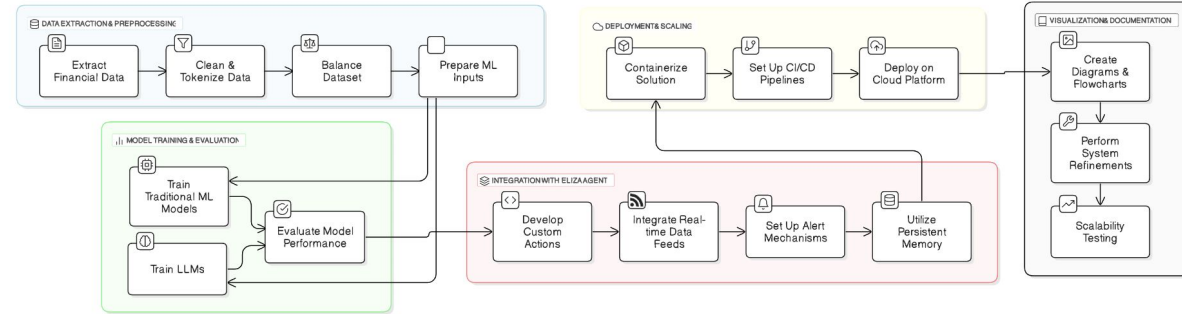 DATA EXTRACTION & PREPROCESSING
Extract
Financial Data
Clean &
Tokenize Data
Balance
Dataset
Prepare ML
Inputs
MODEL TRAINING & EVALUATION
Train
Traditional ML
Models
Train LLMs
Evaluate Model
Performance
INTEGRATION WITH ELIZA AGENT
Develop
Custom
Actions
Integrate Real-
time Data
Feeds
Set Up Alert
Mechanisms
Utilize
Persistent
Memory
DEPLOYMENT & SCALING
Containerize
Solution
Set Up CI/CD
Pipelines
Deploy on
Cloud Platform
VISUALIZATION & DOCUMENTATION
Create
Diagrams &
Flowcharts
Perform
System
Refinements
Scalability
Testing